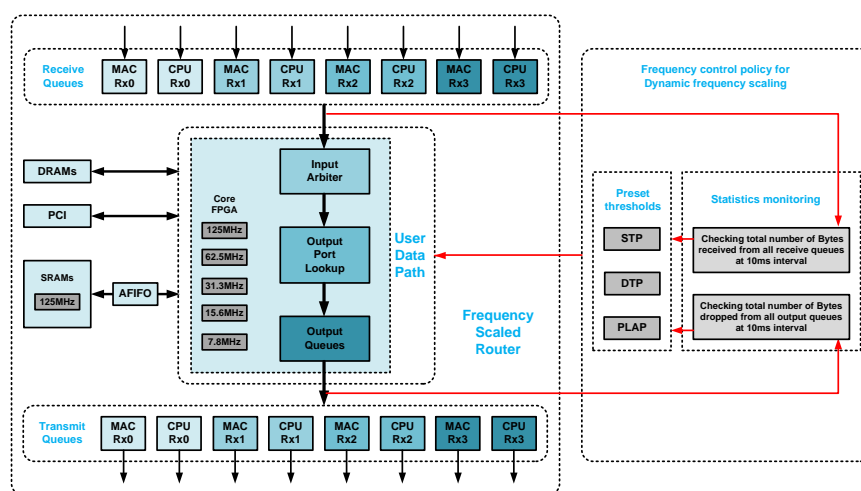 Receive
Queues
MAC
Rx0
CPU
Rx0
MAC
Rx1
CPU
Rx1
MAC
Rx2
CPU
Rx2
MAC
Rx3
CPU
Rx3
Frequency control policy for
Dynamic frequency scaling
DRAMs
PCI
SRAMs
125MHz
AFIFO
Core
FPGA
125MHz
62.5MHz
31.3MHz
15.6MHz
7.8MHz
Input
Arbiter
Output
Port
Lookup
Output
Queues
User
Data
Path
Frequency
Scaled
Router
Preset
thresholds
STP
DTP
PLAP
Statistics monitoring
Checking total number of Bytes
received from all receive queues
at 10ms interval
Checking total number of Bytes
dropped from all output queues
at 10ms interval
Transmit
Queues
MAC
Rx0
CPU
Rx0
MAC
Rx1
CPU
Rx1
MAC
Rx2
CPU
Rx2
MAC
Rx3
CPU
Rx3